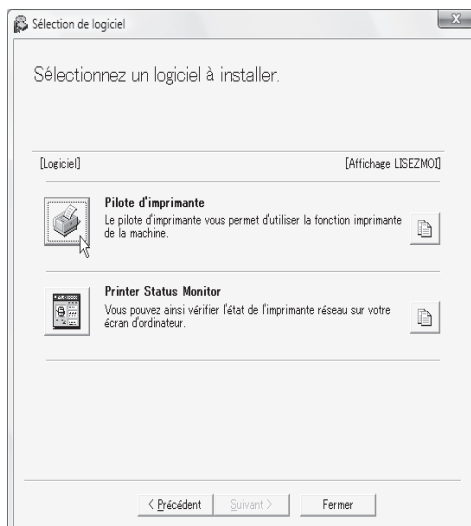 Sélection de logiciel
X
Sélectionnez un logiciel à installer.
[Logiciel] [Affichage LISEZMOI]
Pilote d'imprimante
Le pilote d'imprimante vous permet d'utiliser la fonction imprimante
de la machine.
Printer Status Monitor
Vous pouvez ainsi vérifier l'état de l'imprimante réseau sur votre
écran d'ordinateur.
< Précédent Suivant > Fermer